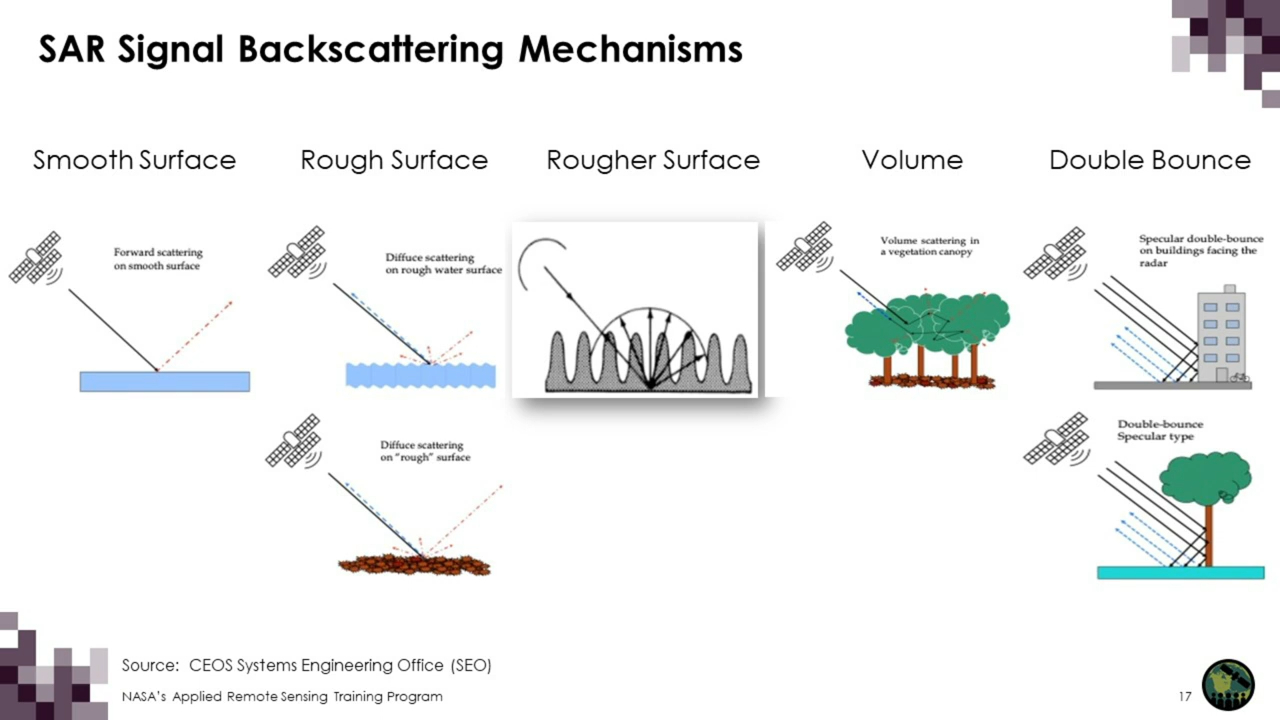 SAR Signal Backscattering Mechanisms
Smooth Surface
Rough Surface
Rougher Surface
Volume
Double Bounce
Forward scattering
on smooth surface
Diffuce scattering
on rough water surface
Volume scattering in
a vegetation canopy
Specular double-bounce
on buildings facing the
radar
Diffuce scattering
on "rough" surface
Double-bounce
Specular type
Source: CEOS Systems Engineering Office (SEO)
NASA's Applied Remote Sensing Training Program
17